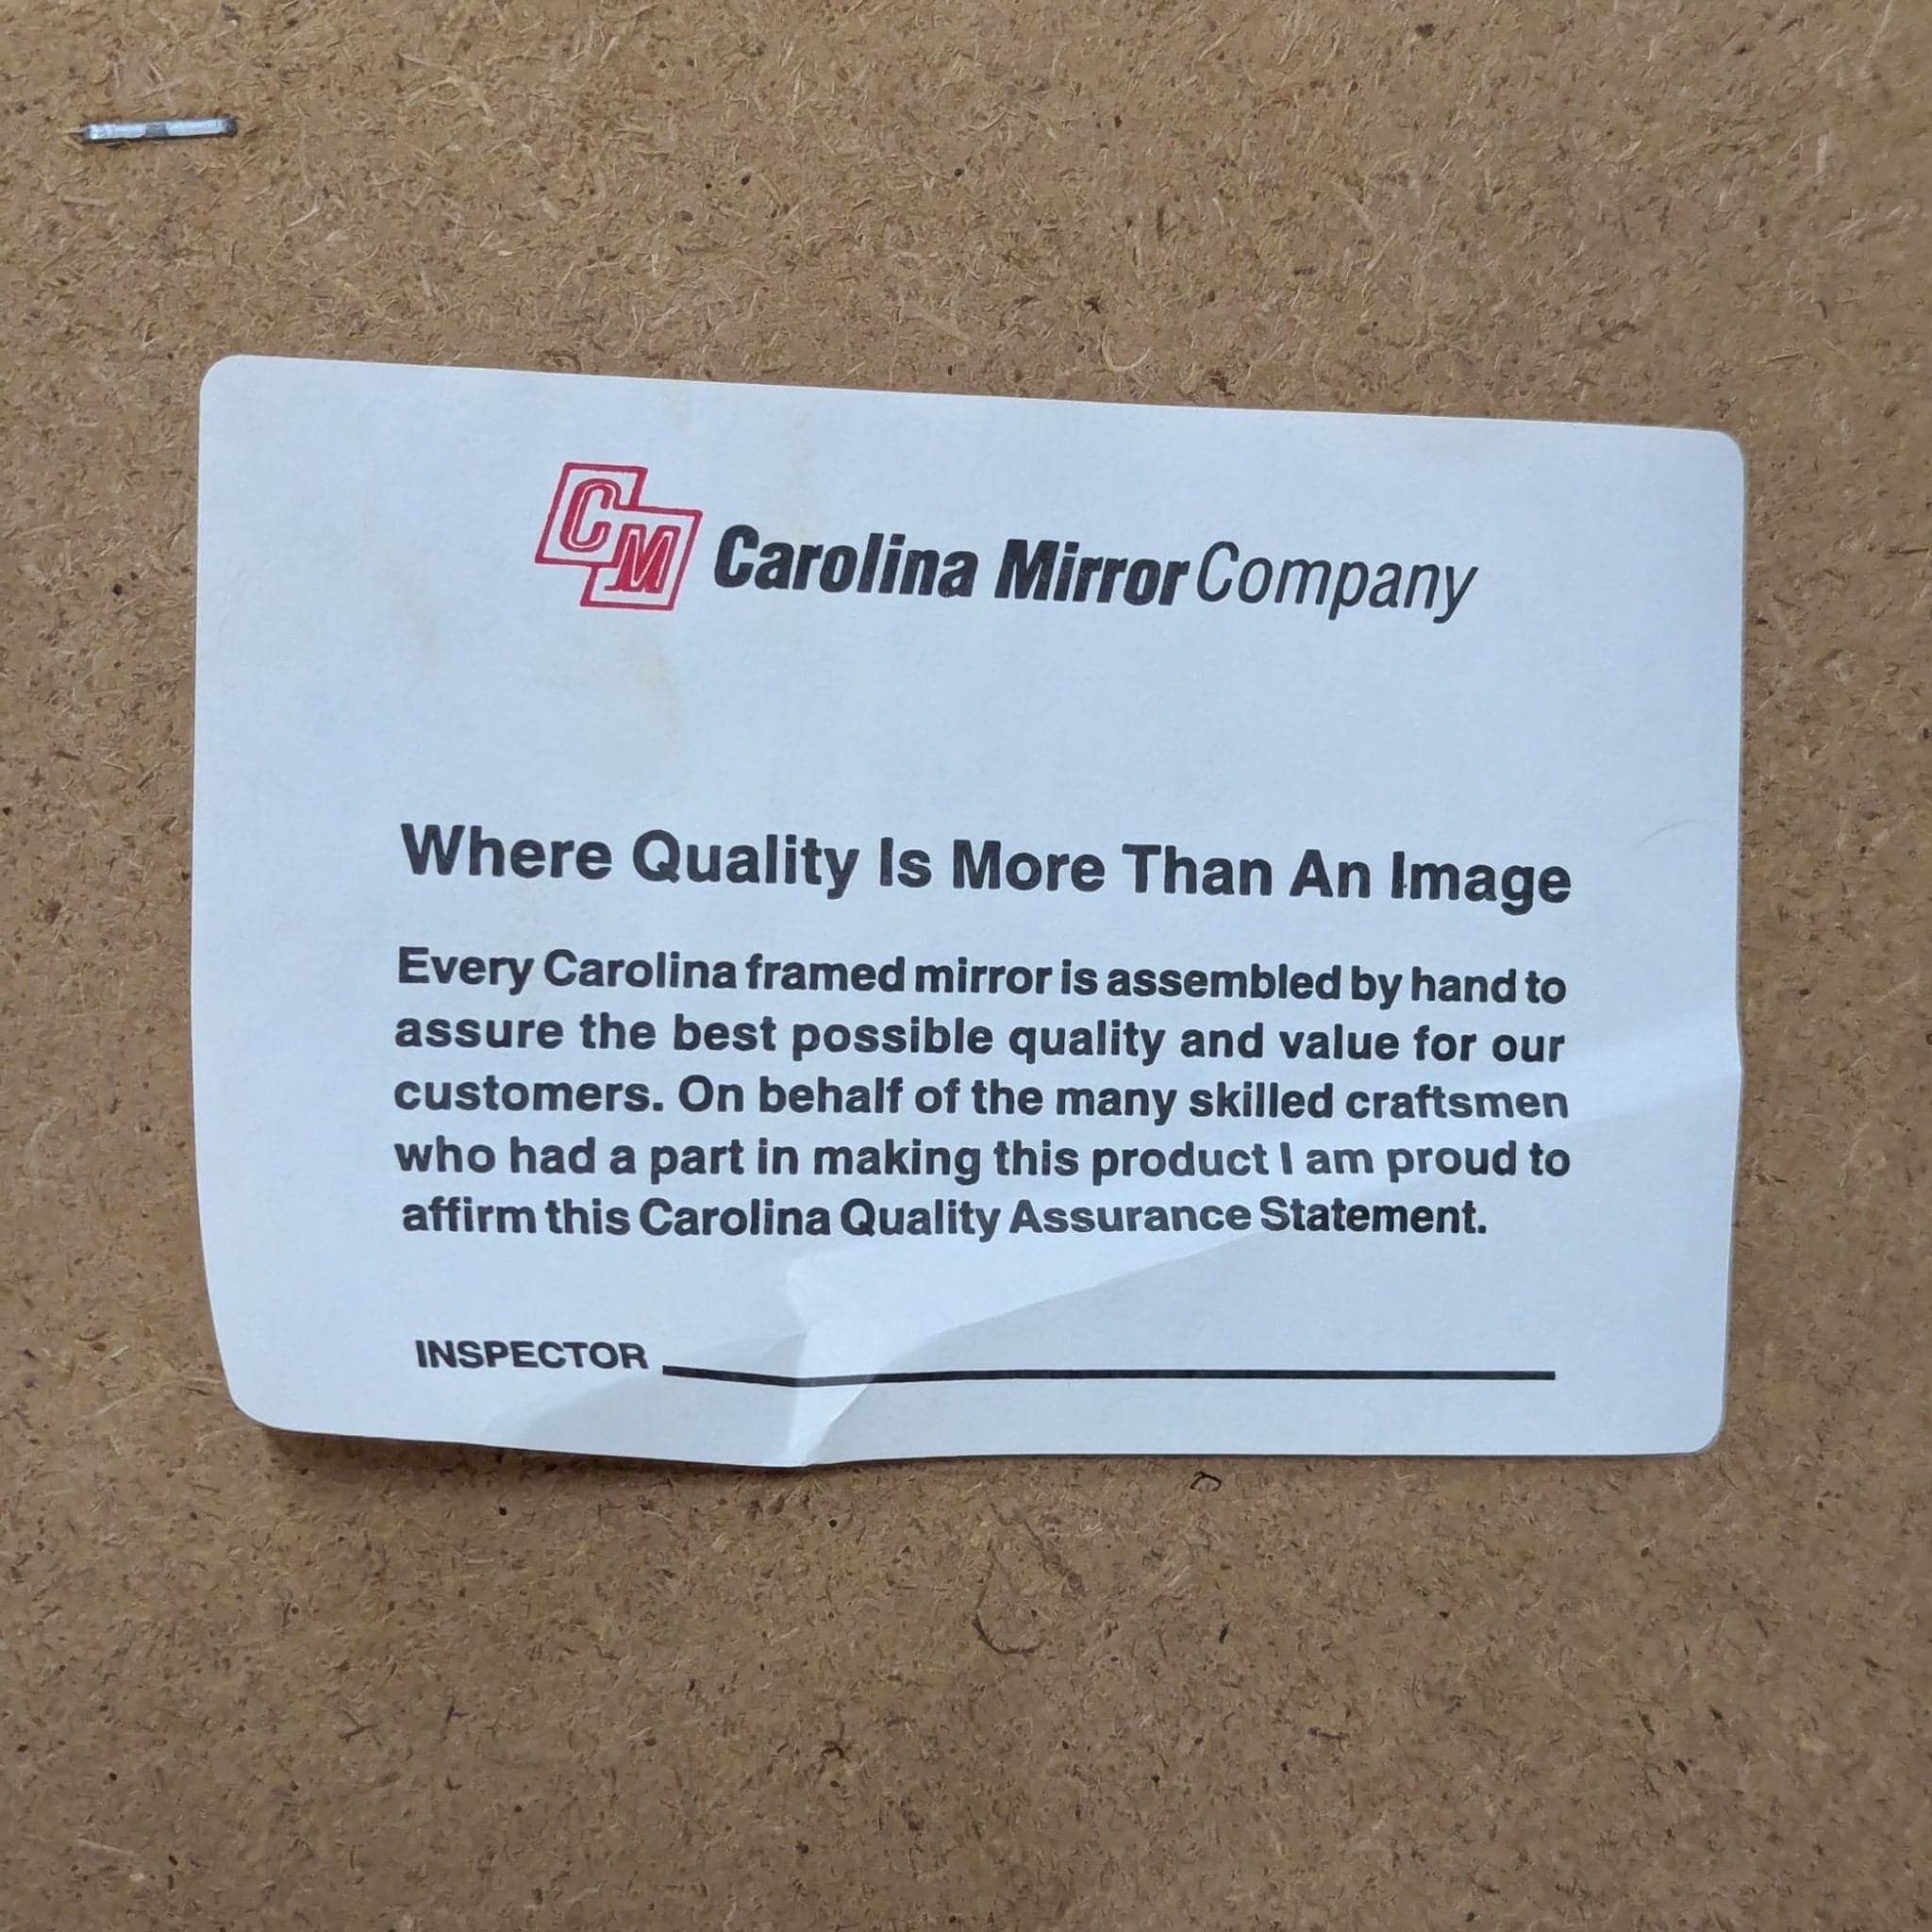 CM Carolina Mirror Company
Where Quality Is More Than An Image
Every Carolina framed mirror is assembled by hand to
assure the best possible quality and value for our
customers. On behalf of the many skilled craftsmen
who had a part in making this product I am proud to
affirm this Carolina Quality Assurance Statement.
INSPECTOR